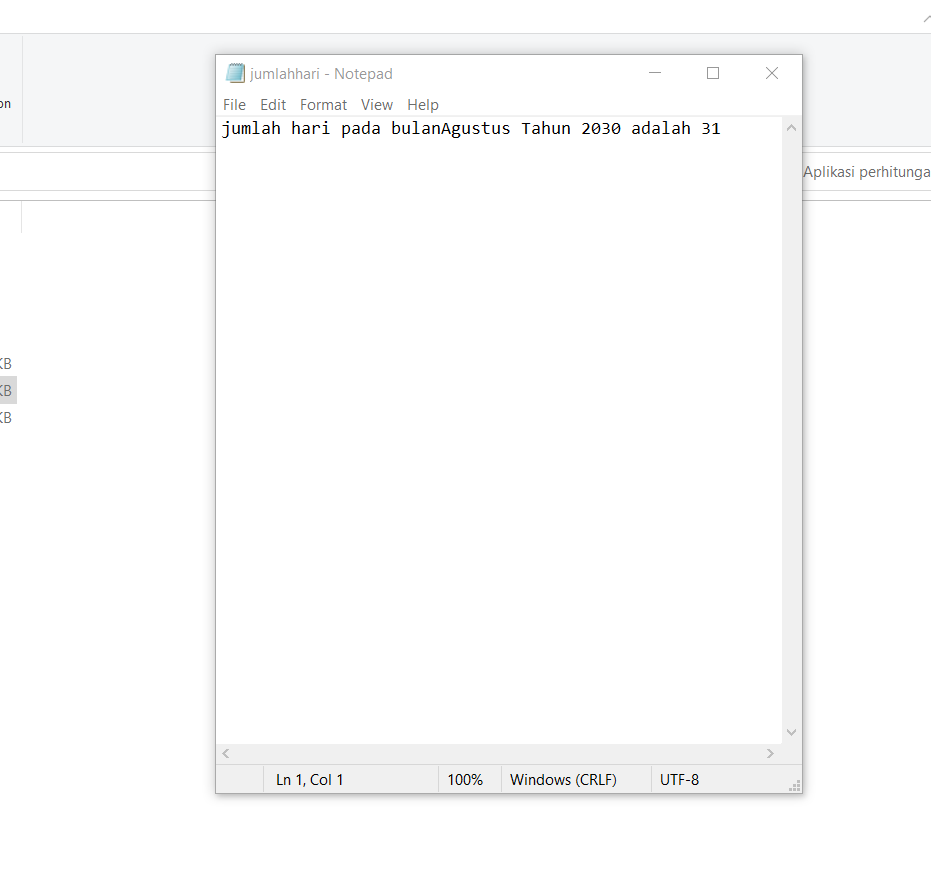 jumlahhari - Notepad
on
File Edit Format View Help
jumlah hari pada bulanAgustus Tahun 2030 adalah 31
Aplikasi perhitunga
KB
KB
KB
Ln 1, Col 1 100% Windows (CRLF) UTF-8